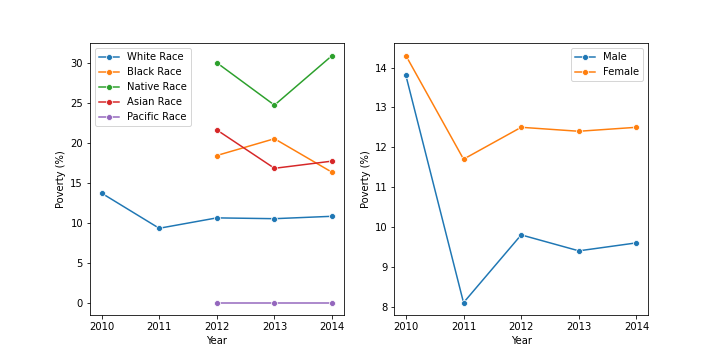 White Race
Black Race
Native Race
Asian Race
Pacific Race
30
25
20
15
10
5
0
Poverty (%)
2010 2011 2012 2013 2014
Year
Male
Female
14
13
12
11
10
9
8
Poverty (%)
2010 2011 2012 2013 2014
Year